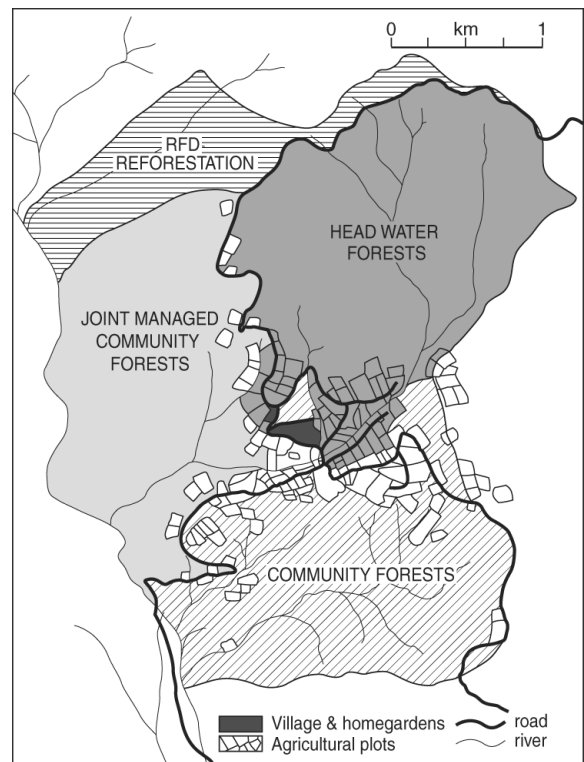 0 km 1
RFD
REFORESTATION
HEAD WATER
FORESTS
JOINT MANAGED
COMMUNITY
FORESTS
COMMUNITY FORESTS
Village & homegardens road
Agricultural plots river